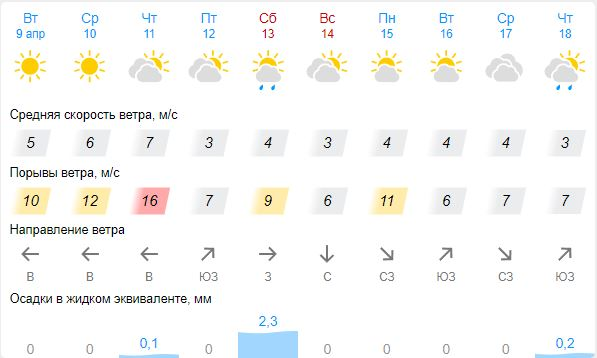 Вт Ср Чт Пт Сб Вс Пн Вт Ср Чт
9 апр 10 11 12 13 14 15 16 17 18
Средняя скорость ветра, м/с
5 6 7 3 4 3 4 4 4 3
Порывы ветра, м/с
10 12 16 7 9 6 11 6 7 7
Направление ветра
В В В ЮЗ З С СЗ ЮЗ СЗ ЮЗ
Осадки в жидком эквиваленте, мм
0 0 0,1 0 2,3 0 0 0 0 0,2